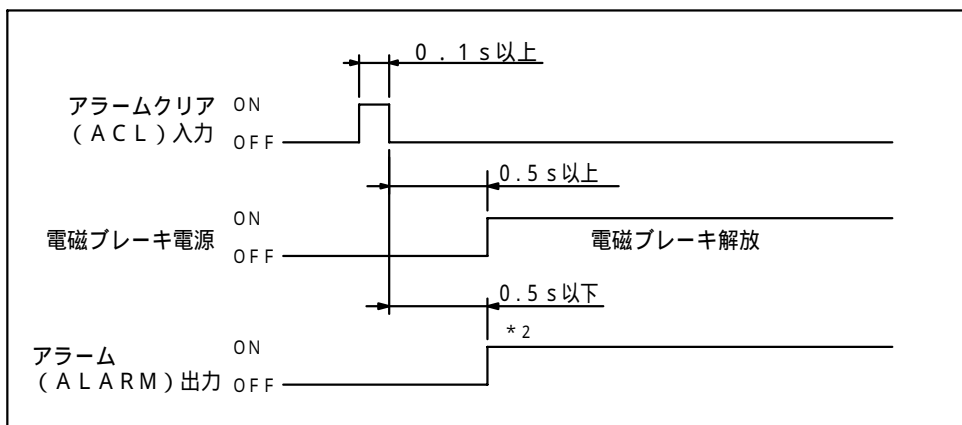 ０．１ｓ以上
アラームクリア
（ＡＣＬ）入力
ＯＮ
ＯＦＦ
０.５ｓ以上
電磁ブレーキ電源
ＯＮ
ＯＦＦ
電磁ブレーキ解放
０.５ｓ以下
*2
アラーム
（ＡＬＡＲＭ）出力
ＯＮ
ＯＦＦ